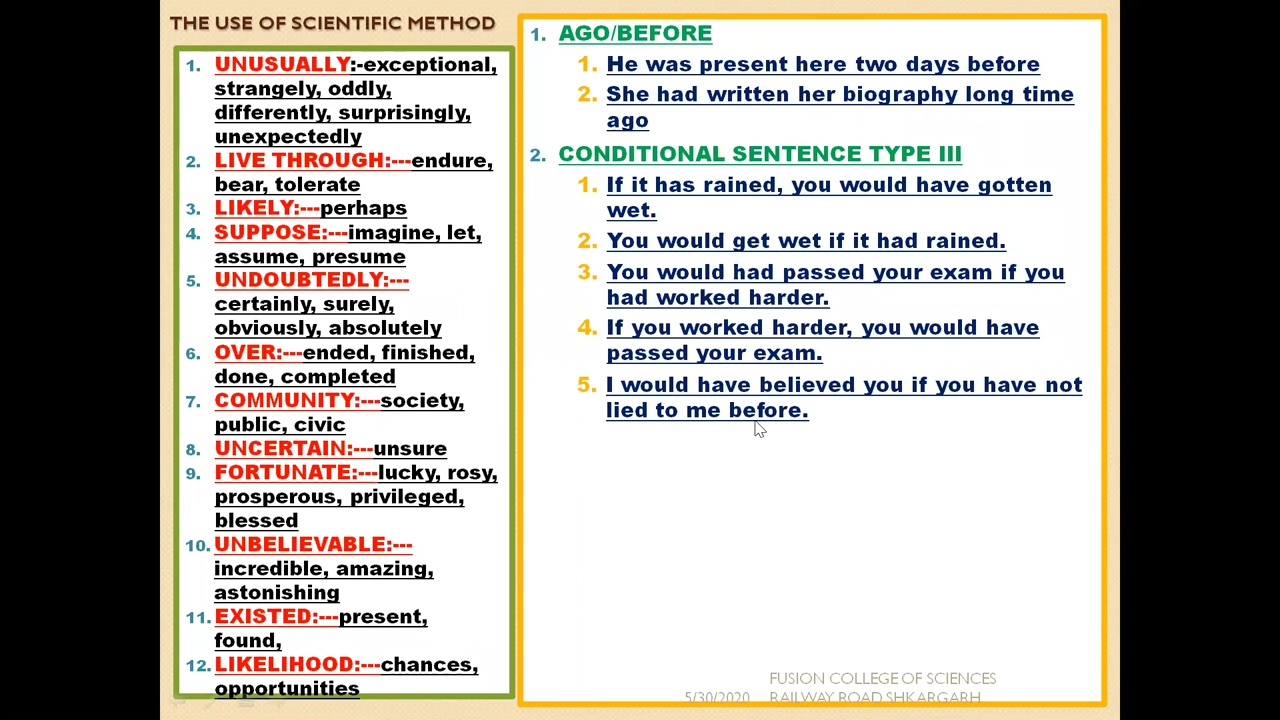 THE USE OF SCIENTIFIC METHOD
1. UNUSUALLY:-exceptional,
strangely, oddly,
differently, surprisingly,
unexpectedly
2. LIVE THROUGH:---endure,
bear, tolerate
3. LIKELY:---perhaps
4. SUPPOSE:---imagine, let,
assume, presume
5. UNDOUBTEDLY:---
certainly, surely,
obviously, absolutely
6. OVER:---ended, finished,
done, completed
7. COMMUNITY:---society,
public, civic
8. UNCERTAIN:---unsure
9. FORTUNATE:---lucky, rosy,
prosperous, privileged,
blessed
10. UNBELIEVABLE:---
incredible, amazing,
astonishing
11. EXISTED:---present,
found,
12. LIKELIHOOD:---chances,
opportunities
1. AGO/BEFORE
1. He was present here two days before
2. She had written her biography long time
ago
2. CONDITIONAL SENTENCE TYPE III
1. If it has rained, you would have gotten
wet.
2. You would get wet if it had rained.
3. You would had passed your exam if you
had worked harder.
4. If you worked harder, you would have
passed your exam.
5. I would have believed you if you have not
lied to me before.
FUSION COLLEGE OF SCIENCES
5/30/2020 RAILWAY ROAD SHKARGARH